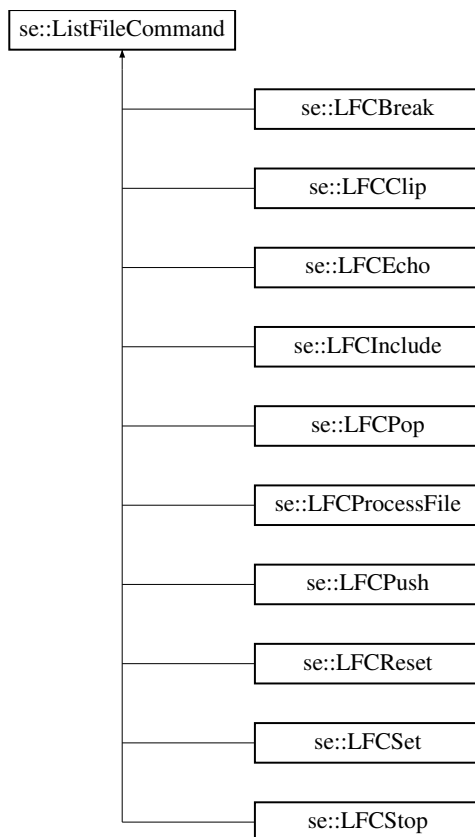 se::ListFileCommand
se::LFCBreak
se::LFCClip
se::LFCEcho
se::LFCInclude
se::LFCPop
se::LFCProcessFile
se::LFCPush
se::LFCReset
se::LFCSet
se::LFCStop